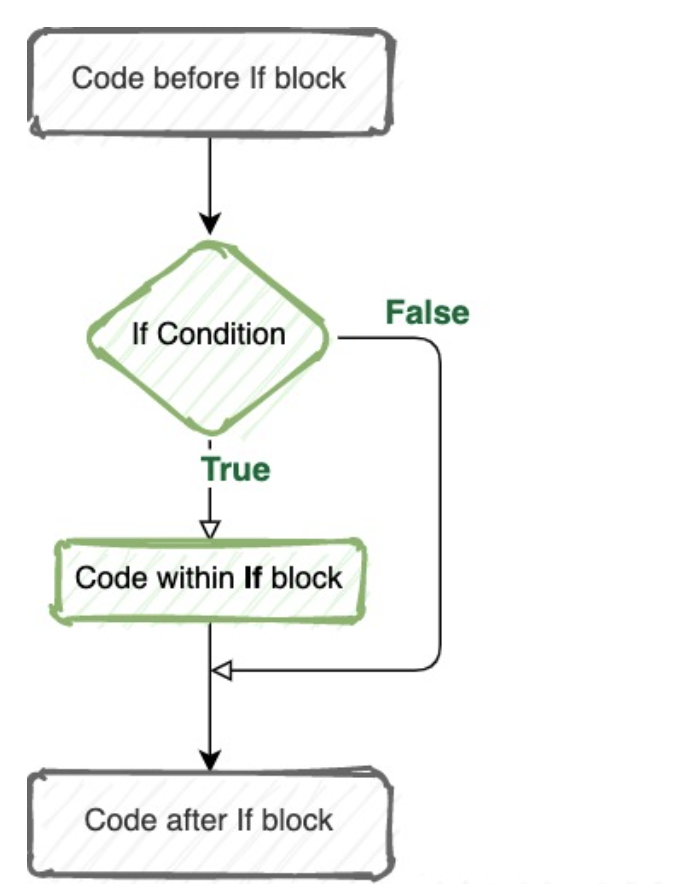 Code before If block
If Condition
False
True
Code within If block
Code after If block